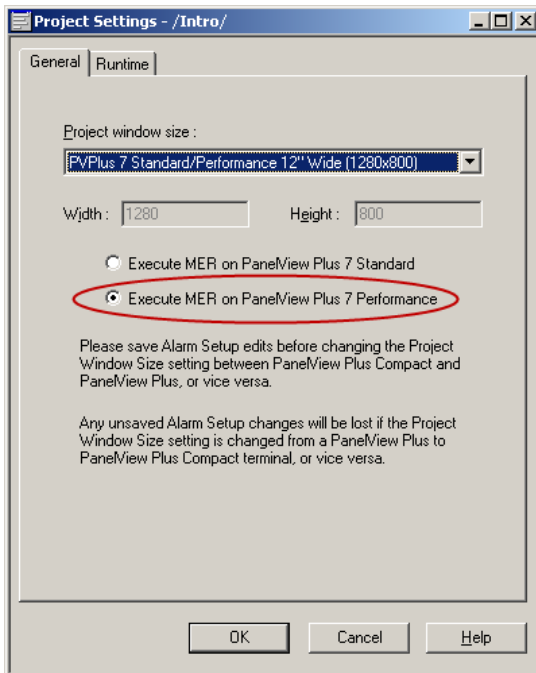 Project Settings - /Intro/
General
Runtime
Project window size :
PVPlus 7 Standard/Performance 12" Wide (1280x800)
Width : 1280 Height : 800
Execute MER on PanelView Plus 7 Standard
Execute MER on PanelView Plus 7 Performance
Please save Alarm Setup edits before changing the Project
Window Size setting between PanelView Plus Compact and
PanelView Plus, or vice versa.
Any unsaved Alarm Setup changes will be lost if the Project
Window Size setting is changed from a PanelView Plus to
PanelView Plus Compact terminal, or vice versa.
OK Cancel Help